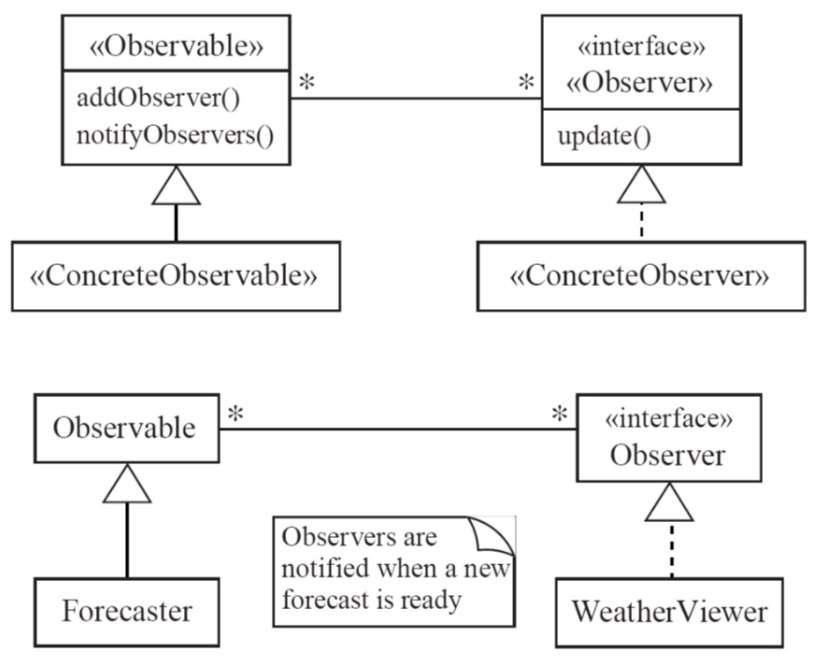 «Observable»
addObserver()
notifyObservers()
*
*
«interface»
«Observer»
update()
«ConcreteObservable»
«ConcreteObserver»
Observable
*
*
«interface»
Observer
Observers are
notified when a new
forecast is ready
Forecaster
WeatherViewer